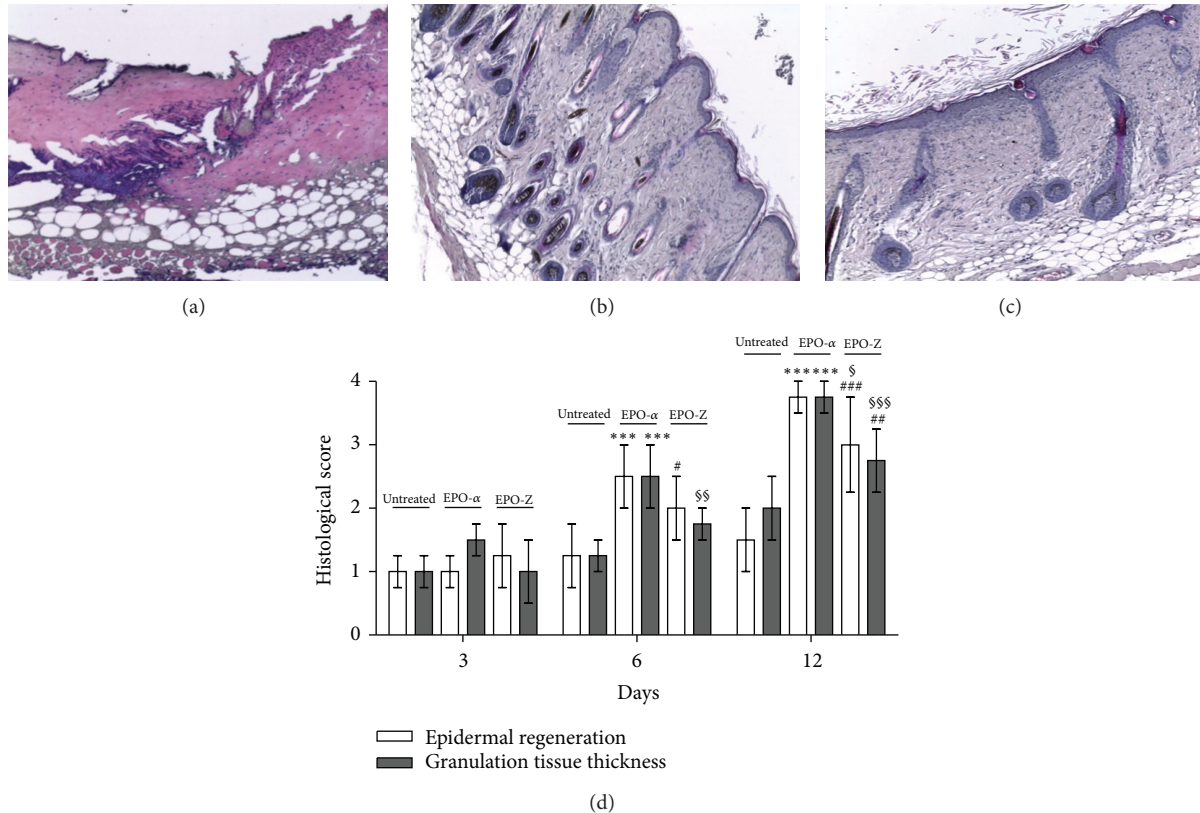 (a)
(b)
(c)
Untreated EPO-α EPO-Z
§
****** ###
§§§
##
4
Untreated EPO-α EPO-Z
*** ***
3
#
§§
Untreated EPO-α EPO-Z
2
1
0
Histological score
3 6 12
Days
Epidermal regeneration
Granulation tissue thickness
(d)